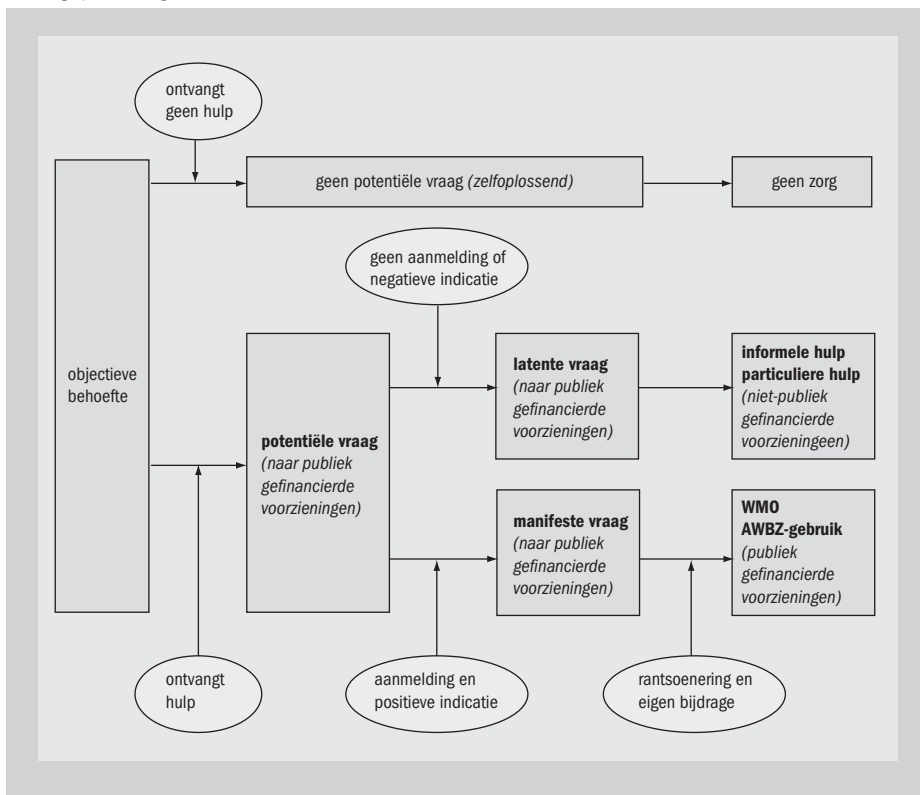 ontvangt
geen hulp
geen potentiële vraag (zelfoplossend)
geen zorg
geen aanmelding of
negatieve indicatie
objectieve
behoefte
potentiële vraag
(naar publiek
gefinancierde
voorzieningen)
latente vraag
(naar publiek
gefinancierde
voorzieningen)
informele hulp
particuliere hulp
(niet-publiek
gefinancierde
voorzieningeen)
manifeste vraag
(naar publiek
gefinancierde
voorzieningen)
WMO
AWBZ-gebruik
(publiek
gefinancierde
voorzieningen)
ontvangt
hulp
aanmelding en
positieve indicatie
rantsoenering en
eigen bijdrage